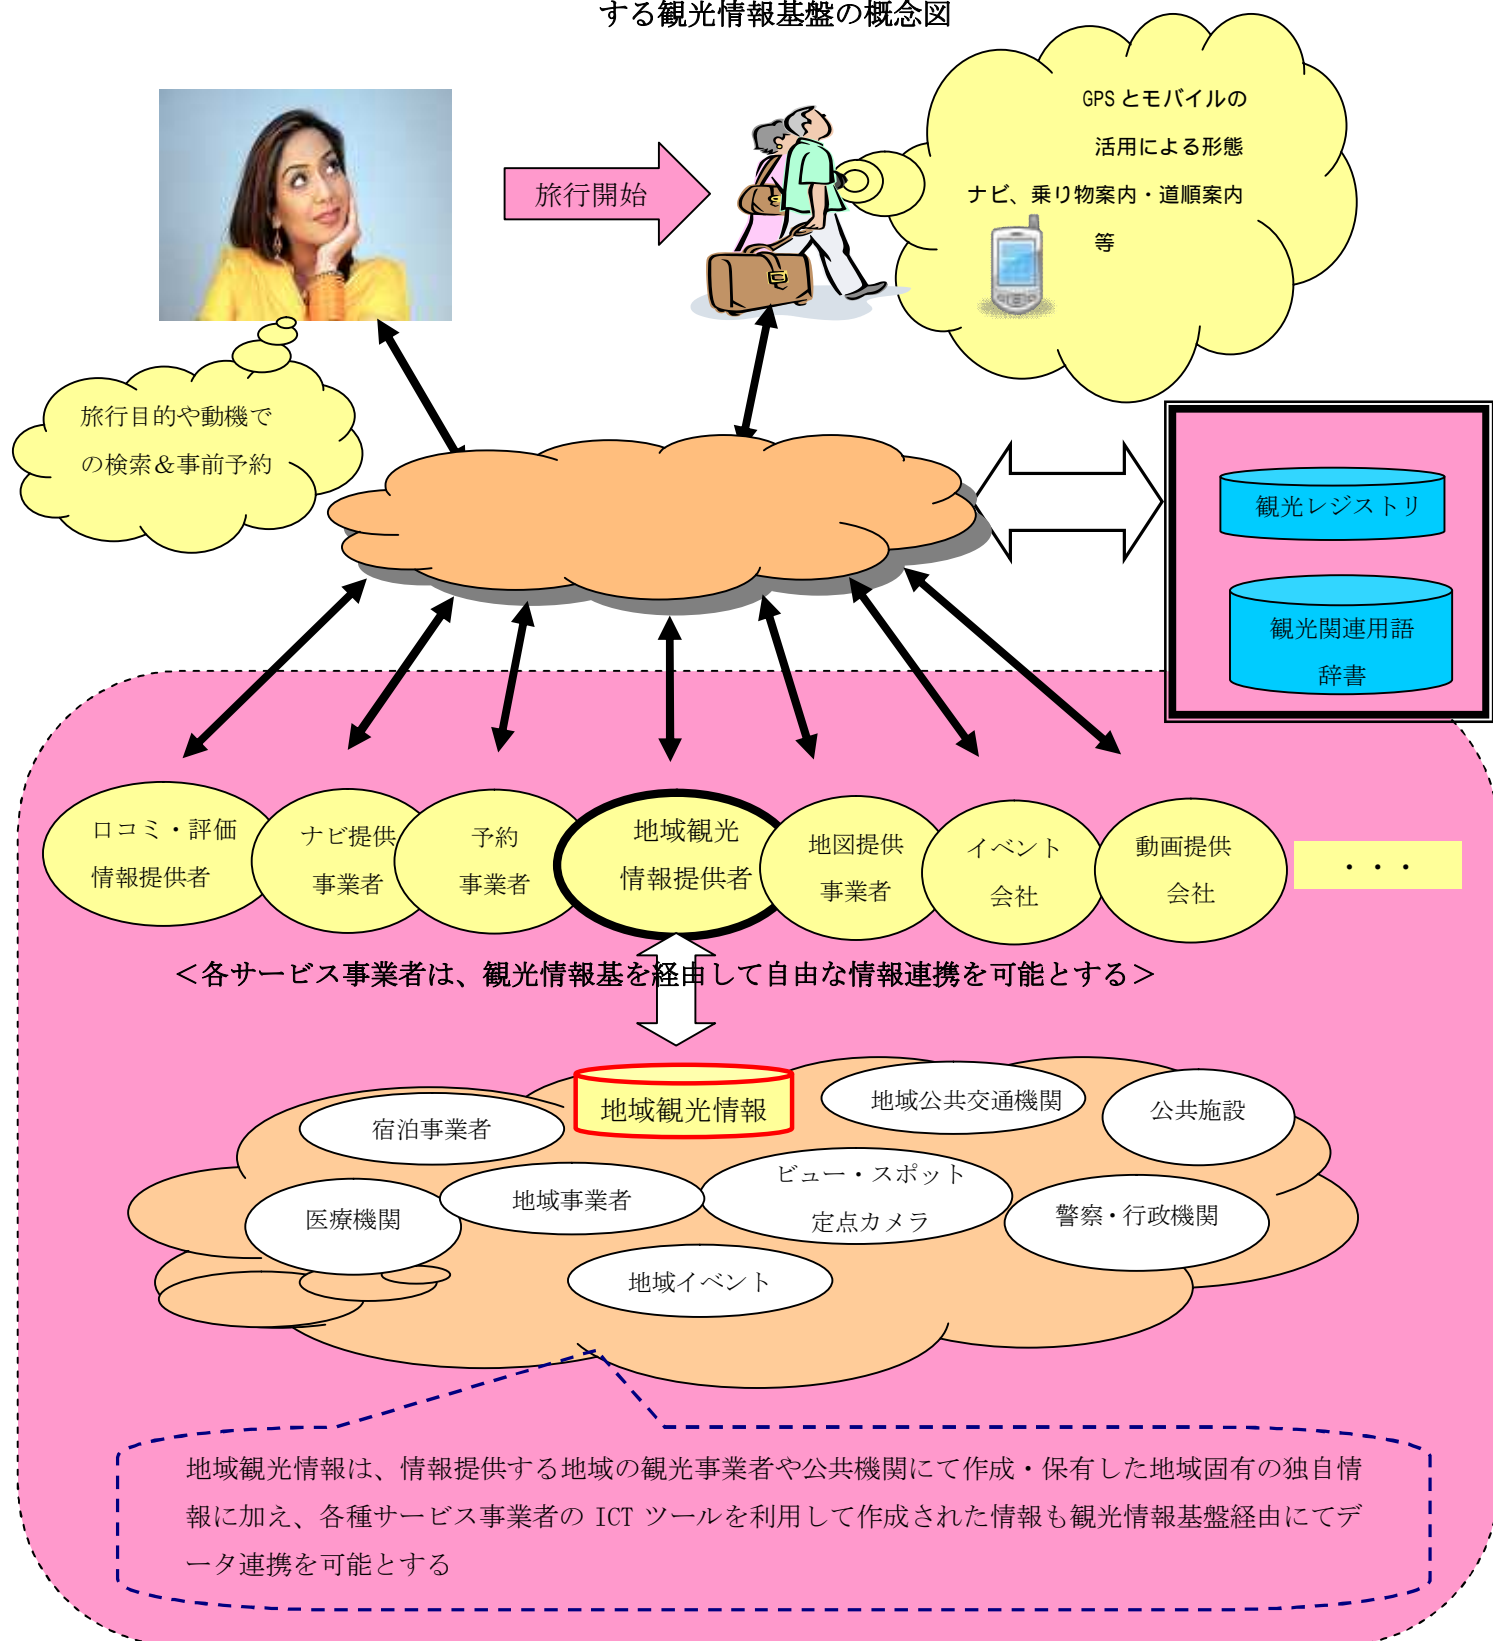 する観光情報基盤の概念図
GPSとモバイルの
活用による形態
ナビ、乗り物案内・道順案内
等
旅行開始
旅行目的や動機で
の検索＆事前予約
観光レジストリ
観光関連用語
辞書
口コミ・評価
情報提供者
ナビ提供
事業者
予約
事業者
地域観光
情報提供者
地図提供
事業者
イベント
会社
動画提供
会社
・・・
＜各サービス事業者は、観光情報基を経由して自由な情報連携を可能とする＞
地域観光情報
宿泊事業者
地域公共交通機関
公共施設
医療機関
地域事業者
ビュー・スポット
定点カメラ
警察・行政機関
地域イベント
地域観光情報は、情報提供する地域の観光事業者や公共機関にて作成・保有した地域固有の独自情
報に加え、各種サービス事業者の ICT ツールを利用して作成された情報も観光情報基盤経由にてデ
ータ連携を可能とする